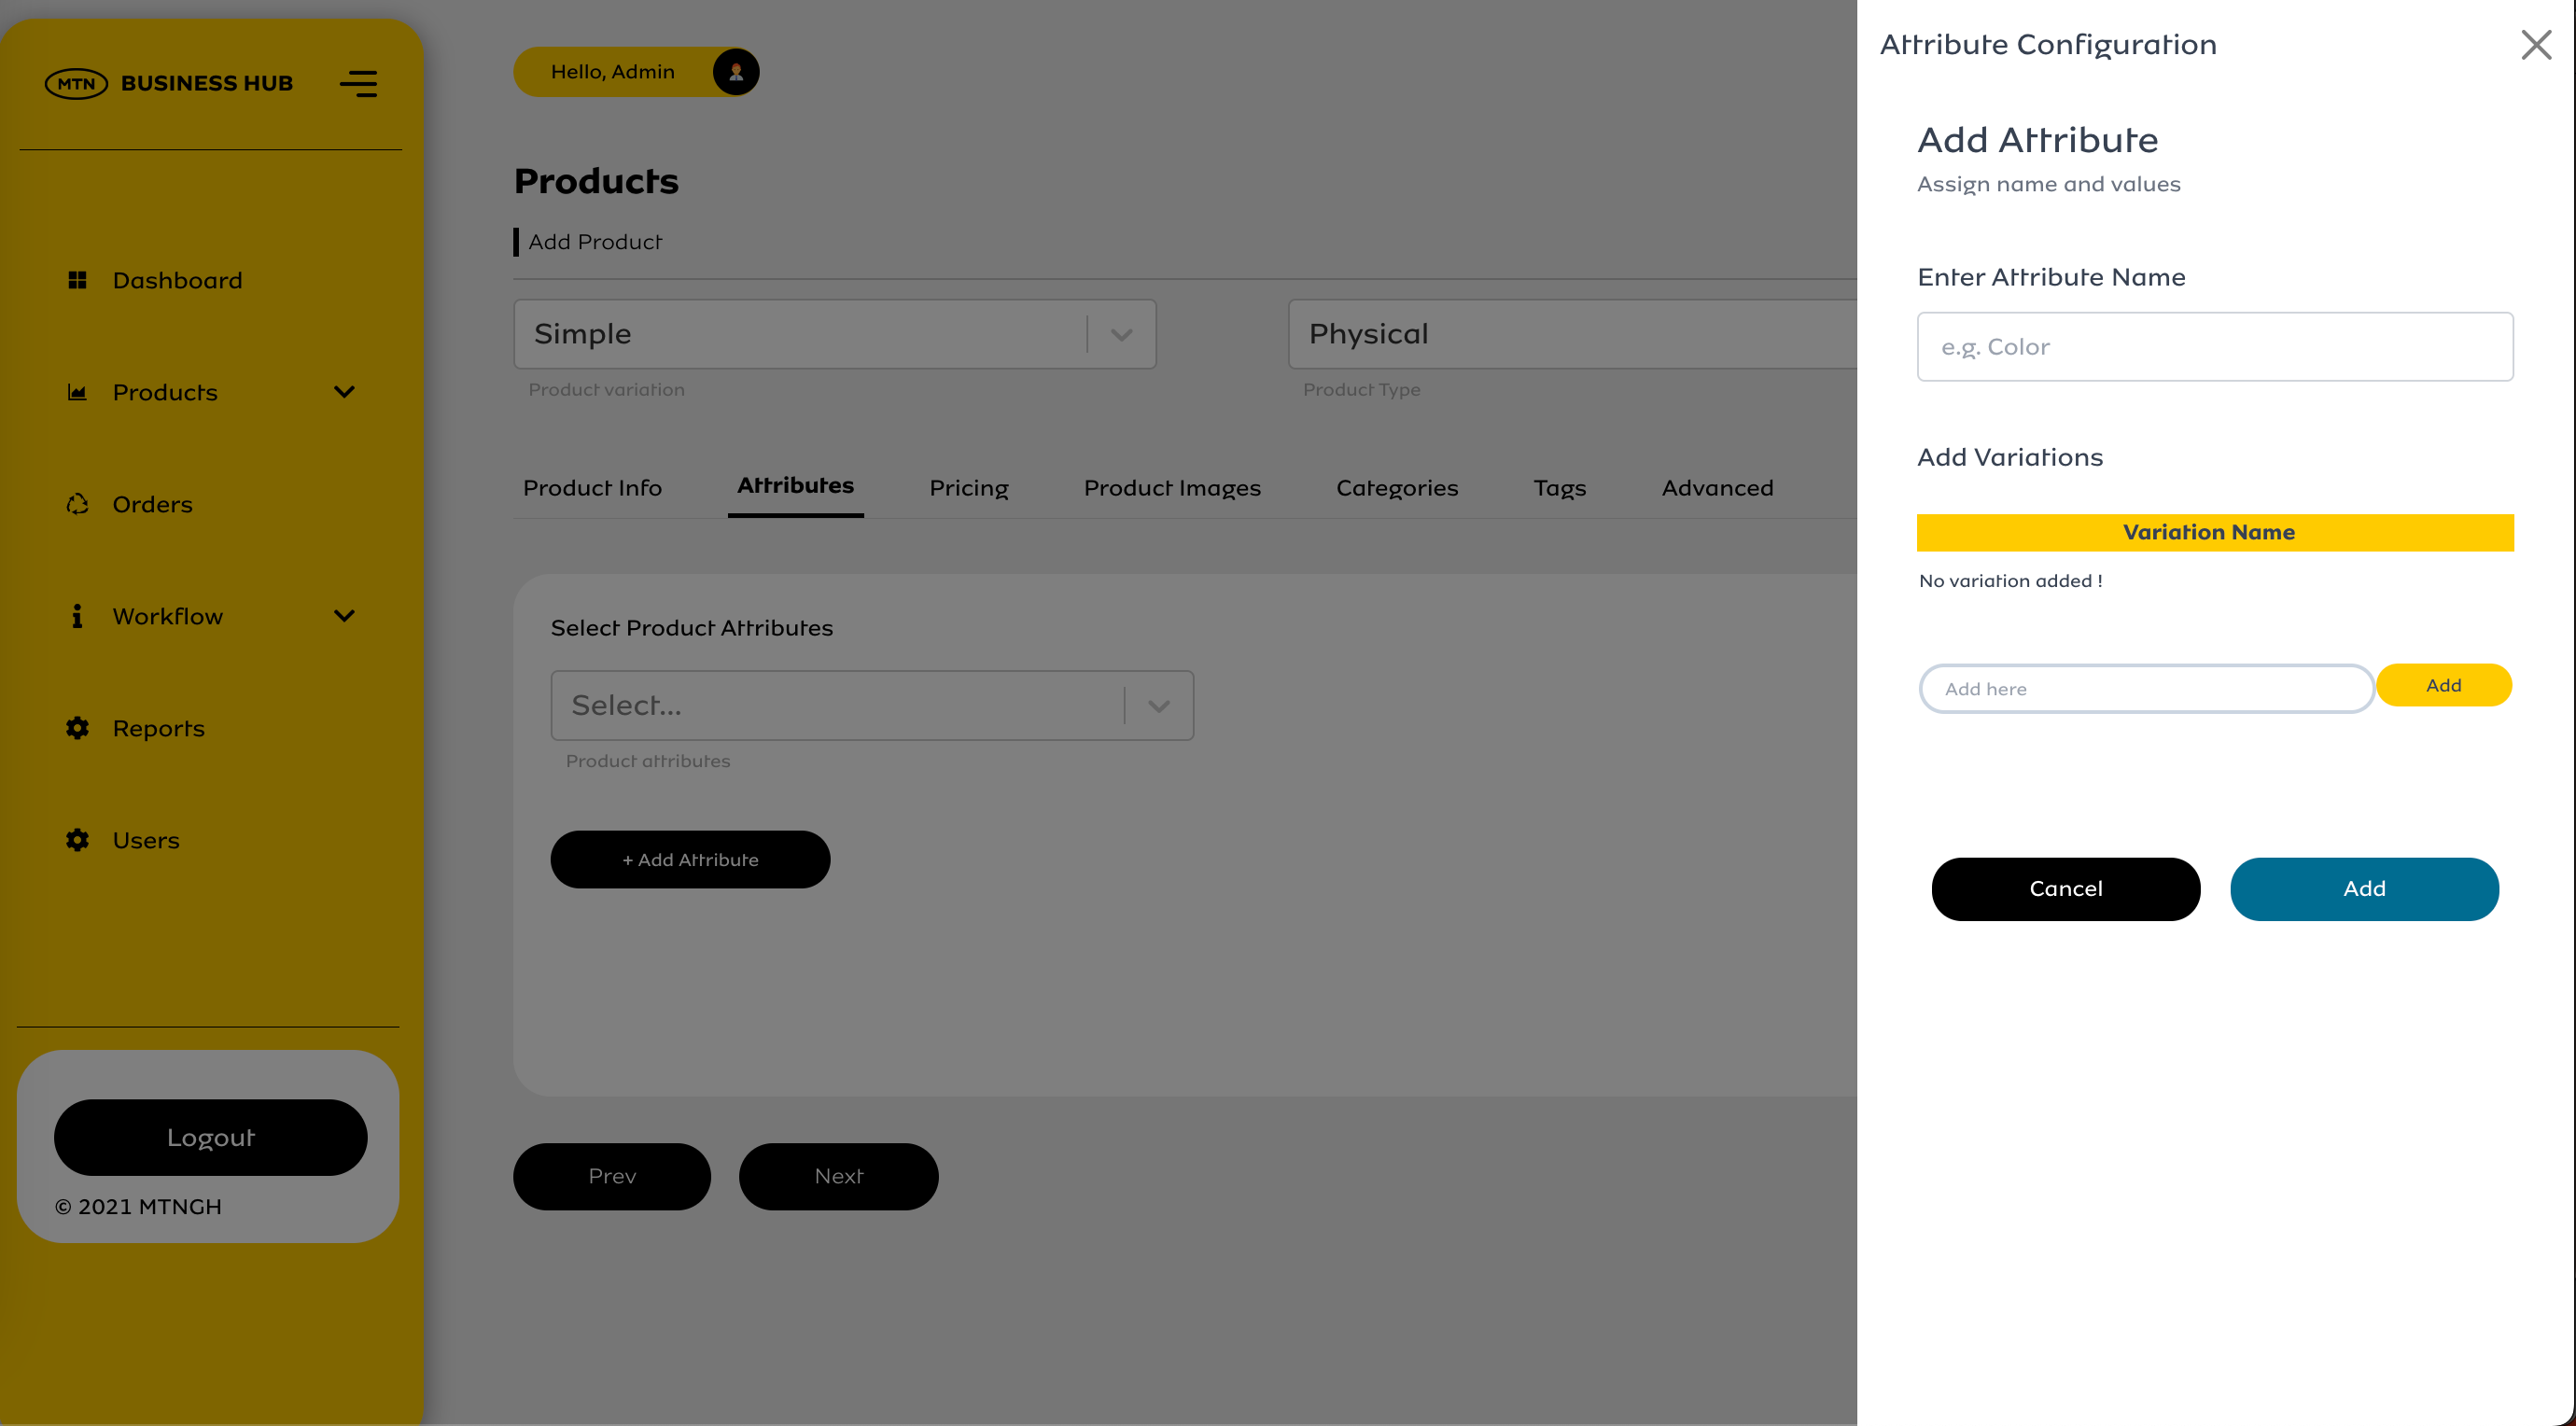 MTN BUSINESS HUB
Dashboard
Products
Orders
Workflow
Reports
Users
Logout
© 2021 MTNGH
Hello, Admin
Products
Add Product
Simple
Product variation
Physical
Product Type
Product Info Attributes Pricing Product Images Categories Tags Advanced
Select Product Attributes
Select...
Product attributes
+ Add Attribute
Prev Next
Attribute Configuration
Add Attribute
Assign name and values
Enter Attribute Name
e.g. Color
Add Variations
Variation Name
No variation added !
Add here Add
Cancel Add